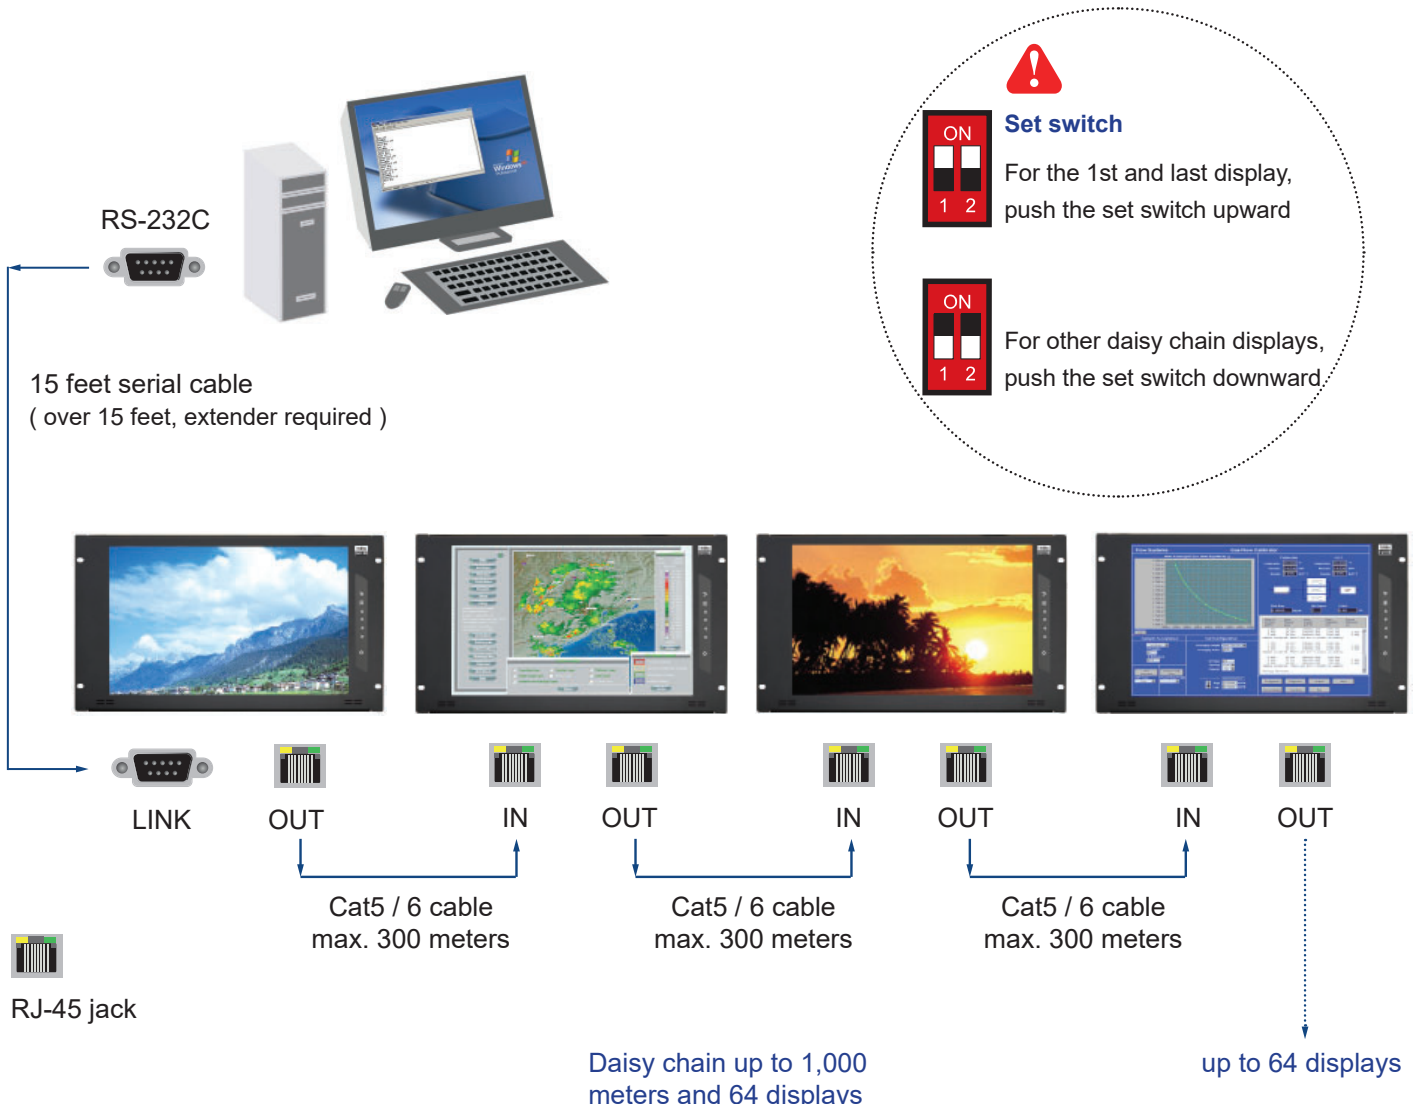 Set switch
ON
1 2
For the 1st and last display,
push the set switch upward
ON
1 2
For other daisy chain displays,
push the set switch downward.
Windows
RS-232C
15 feet serial cable
( over 15 feet, extender required )
LINK
OUT
IN
OUT
IN
OUT
IN
OUT
Cat5 / 6 cable
max. 300 meters
Cat5 / 6 cable
max. 300 meters
Cat5 / 6 cable
max. 300 meters
RJ-45 jack
Daisy chain up to 1,000
meters and 64 displays
up to 64 displays